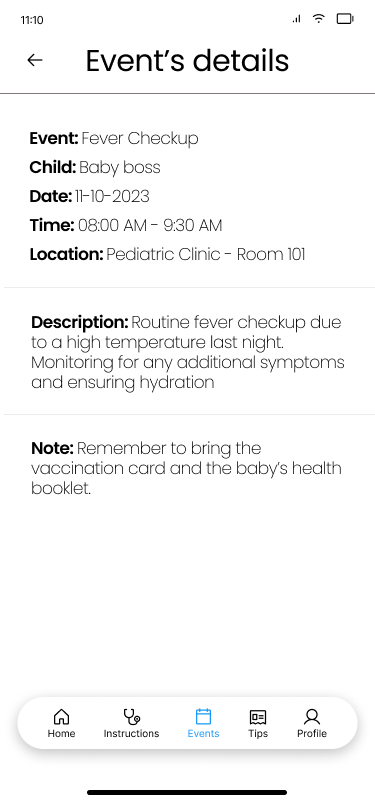 11:10
Event's details
Event: Fever Checkup
Child: Baby boss
Date: 11-10-2023
Time: 08:00 AM - 9:30 AM
Location: Pediatric Clinic - Room 101
Description: Routine fever checkup due
to a high temperature last night.
Monitoring for any additional symptoms
and ensuring hydration
Note: Remember to bring the
vaccination card and the baby's health
booklet.
Home Instructions Events Tips Profile